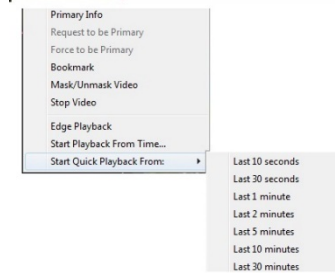 Primary Info
Request to be Primary
Force to be Primary
Bookmark
Mask/Unmask Video
Stop Video
Edge Playback
Start Playback From Time...
Start Quick Playback From:
Last 10 seconds
Last 30 seconds
Last 1 minute
Last 2 minutes
Last 5 minutes
Last 10 minutes
Last 30 minutes